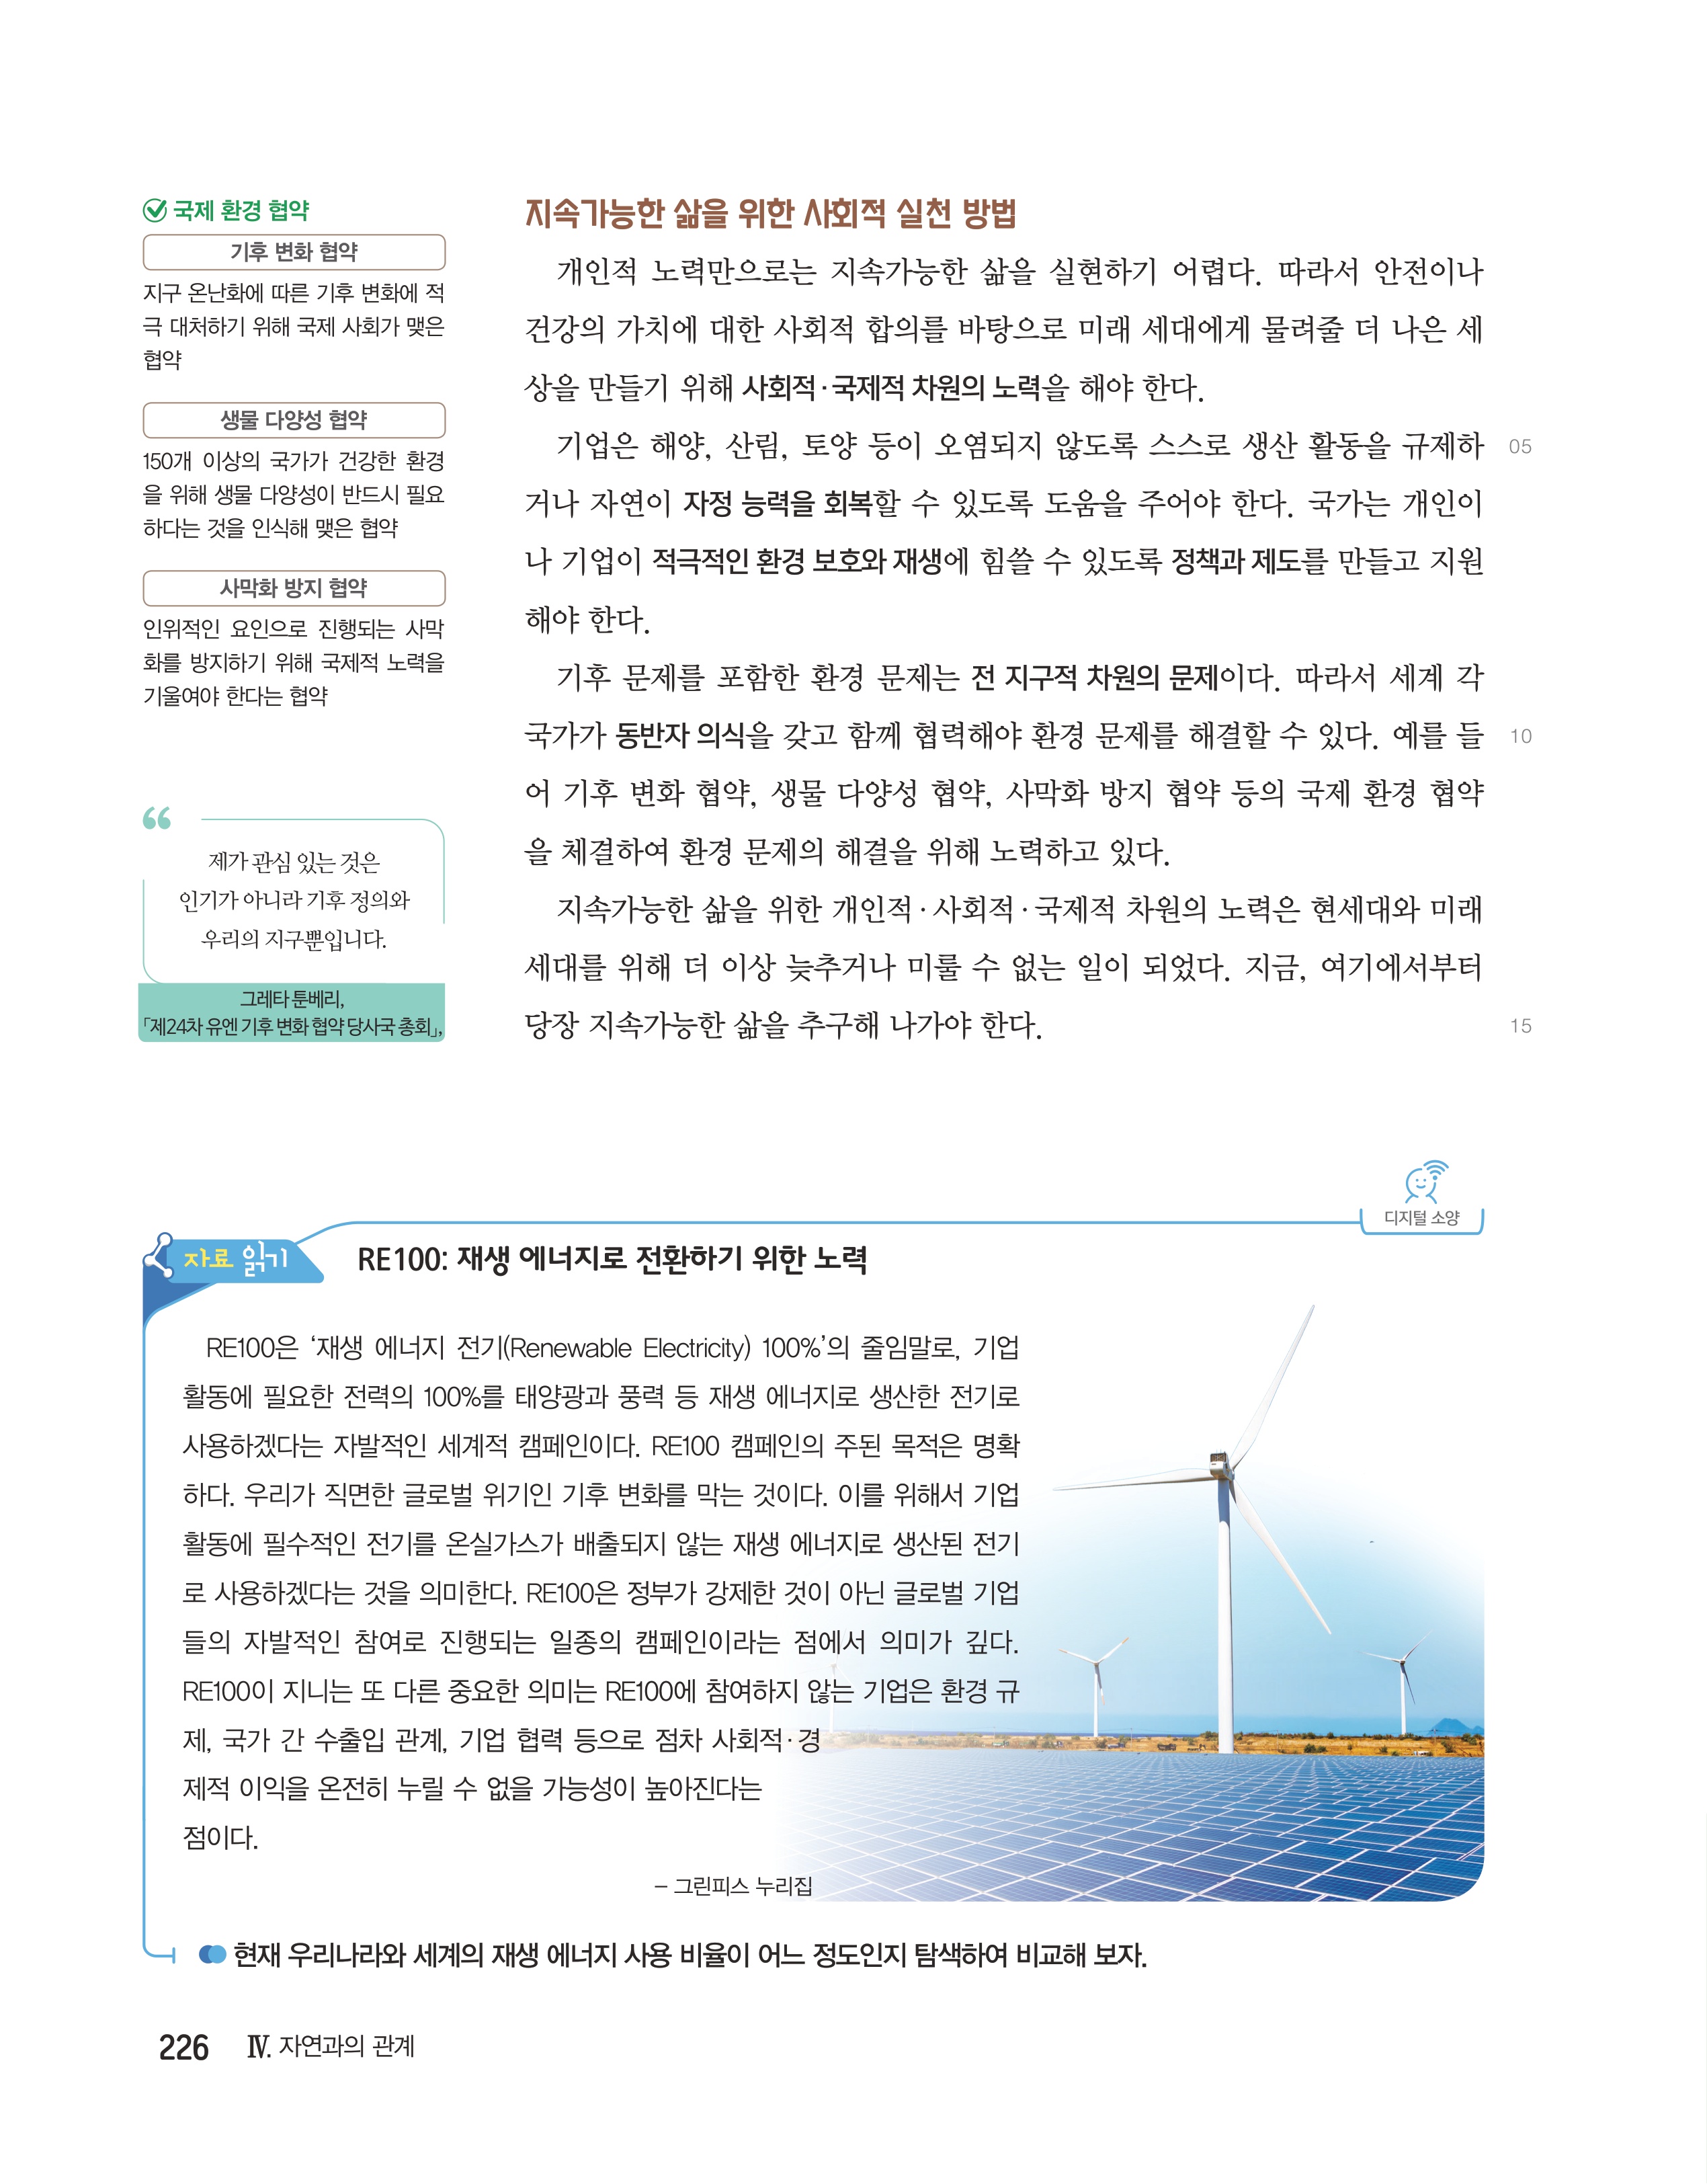 국제 환경 협약
기후 변화 협약
지구 온난화에 따른 기후 변화에 적
극 대처하기 위해 국제 사회가 맺은
협약
생물 다양성 협약
150개 이상의 국가가 건강한 환경
을 위해 생물 다양성이 반드시 필요
하다는 것을 인식해 맺은 협약
사막화 방지 협약
인위적인 요인으로 진행되는 사막
화를 방지하기 위해 국제적 노력을
기울여야 한다는 협약
“
제가 관심 있는 것은
인기가 아니라 기후 정의와
우리의 지구뿐입니다.
그레타 툰베리,
「제24차 유엔 기후 변화 협약 당사국 총회」,
지속가능한 삶을 위한 사회적 실천 방법
개인적 노력만으로는 지속가능한 삶을 실현하기 어렵다. 따라서 안전이나
건강의 가치에 대한 사회적 합의를 바탕으로 미래 세대에게 물려줄 더 나은 세
상을 만들기 위해 사회적·국제적 차원의 노력을 해야 한다.
기업은 해양, 산림, 토양 등이 오염되지 않도록 스스로 생산 활동을 규제하 05
거나 자연이 자정 능력을 회복할 수 있도록 도움을 주어야 한다. 국가는 개인이
나 기업이 적극적인 환경 보호와 재생에 힘쓸 수 있도록 정책과 제도를 만들고 지원
해야 한다.
기후 문제를 포함한 환경 문제는 전 지구적 차원의 문제이다. 따라서 세계 각
국가가 동반자 의식을 갖고 함께 협력해야 환경 문제를 해결할 수 있다. 예를 들 10
어 기후 변화 협약, 생물 다양성 협약, 사막화 방지 협약 등의 국제 환경 협약
을 체결하여 환경 문제의 해결을 위해 노력하고 있다.
지속가능한 삶을 위한 개인적·사회적·국제적 차원의 노력은 현세대와 미래
세대를 위해 더 이상 늦추거나 미룰 수 없는 일이 되었다. 지금, 여기에서부터
당장 지속가능한 삶을 추구해 나가야 한다. 15
디지털 소양
자료 읽기
RE100: 재생 에너지로 전환하기 위한 노력
RE100은 ‘재생 에너지 전기(Renewable Electricity) 100%’의 줄임말로, 기업
활동에 필요한 전력의 100%를 태양광과 풍력 등 재생 에너지로 생산한 전기로
사용하겠다는 자발적인 세계적 캠페인이다. RE100 캠페인의 주된 목적은 명확
하다. 우리가 직면한 글로벌 위기인 기후 변화를 막는 것이다. 이를 위해서 기업
활동에 필수적인 전기를 온실가스가 배출되지 않는 재생 에너지로 생산된 전기
로 사용하겠다는 것을 의미한다. RE100은 정부가 강제한 것이 아닌 글로벌 기업
들의 자발적인 참여로 진행되는 일종의 캠페인이라는 점에서 의미가 깊다.
RE100이 지니는 또 다른 중요한 의미는 RE100에 참여하지 않는 기업은 환경 규
제, 국가 간 수출입 관계, 기업 협력 등으로 점차 사회적·경
제적 이익을 온전히 누릴 수 없을 가능성이 높아진다는
점이다.
– 그린피스 누리집
현재 우리나라와 세계의 재생 에너지 사용 비율이 어느 정도인지 탐색하여 비교해 보자.
226 Ⅳ. 자연과의 관계